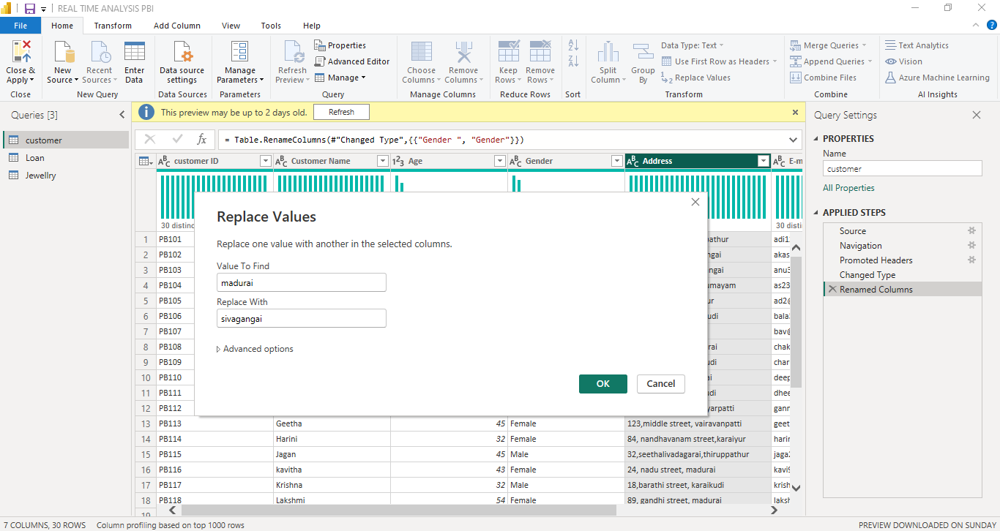 REAL TIME ANALYSIS PBI
File Home Transform Add Column View Tools Help
Close & Apply
New Source
Recent Sources
Enter Data
Data source settings
Manage Parameters
Refresh Preview
Properties
Advanced Editor
Manage
Choose Columns
Remove Columns
Keep Rows
Remove Rows
Split Column
Group By
Data Type: Text
Use First Row as Headers
Replace Values
Merge Queries
Append Queries
Combine Files
Text Analytics
Vision
Azure Machine Learning
Close New Query Data Sources Parameters Query Manage Columns Reduce Rows Sort Transform Combine AI Insights
Queries [3]
customer
Loan
Jewellry
This preview may be up to 2 days old. Refresh
fx = Table.RenameColumns(#"Changed Type",{{"Gender ", "Gender"}})
ABC customer ID ABC Customer Name 123 Age ABC Gender ABC Address ABC E-m
30 distinc 30 disti
Replace Values
Replace one value with another in the selected columns.
Value To Find
madurai
Replace With
sivagangai
Advanced options
OK Cancel
1 PB101 pathur adi1
2 PB102 ngai akas
3 PB103 ngai anu3
4 PB104 umayam as23
5 PB105 ur ad2@
6 PB106 udi bala
7 PB107 bav@
8 PB108 rai chak
9 PB109 udi char
10 PB110 ai deep
11 PB111 udi dhee
12 PB112 yarpatti gann
13 PB113 Geetha 45 Female 123,middle street, vairavanpatti geet
14 PB114 Harini 32 Female 84, nandhavanam street,karaiyur harin
15 PB115 Jagan 45 Male 32,seethalivadagarai,thiruppathur jaga2
16 PB116 kavitha 43 Female 24, nadu street, madurai kavi9
17 PB117 Krishna 32 Male 18,barathi street, karaikudi krish
18 PB118 Lakshmi 54 Female 89, gandhi street, madurai laksh
19
Query Settings
PROPERTIES
Name
customer
All Properties
APPLIED STEPS
Source
Navigation
Promoted Headers
Changed Type
Renamed Columns
7 COLUMNS, 30 ROWS Column profiling based on top 1000 rows PREVIEW DOWNLOADED ON SUNDAY